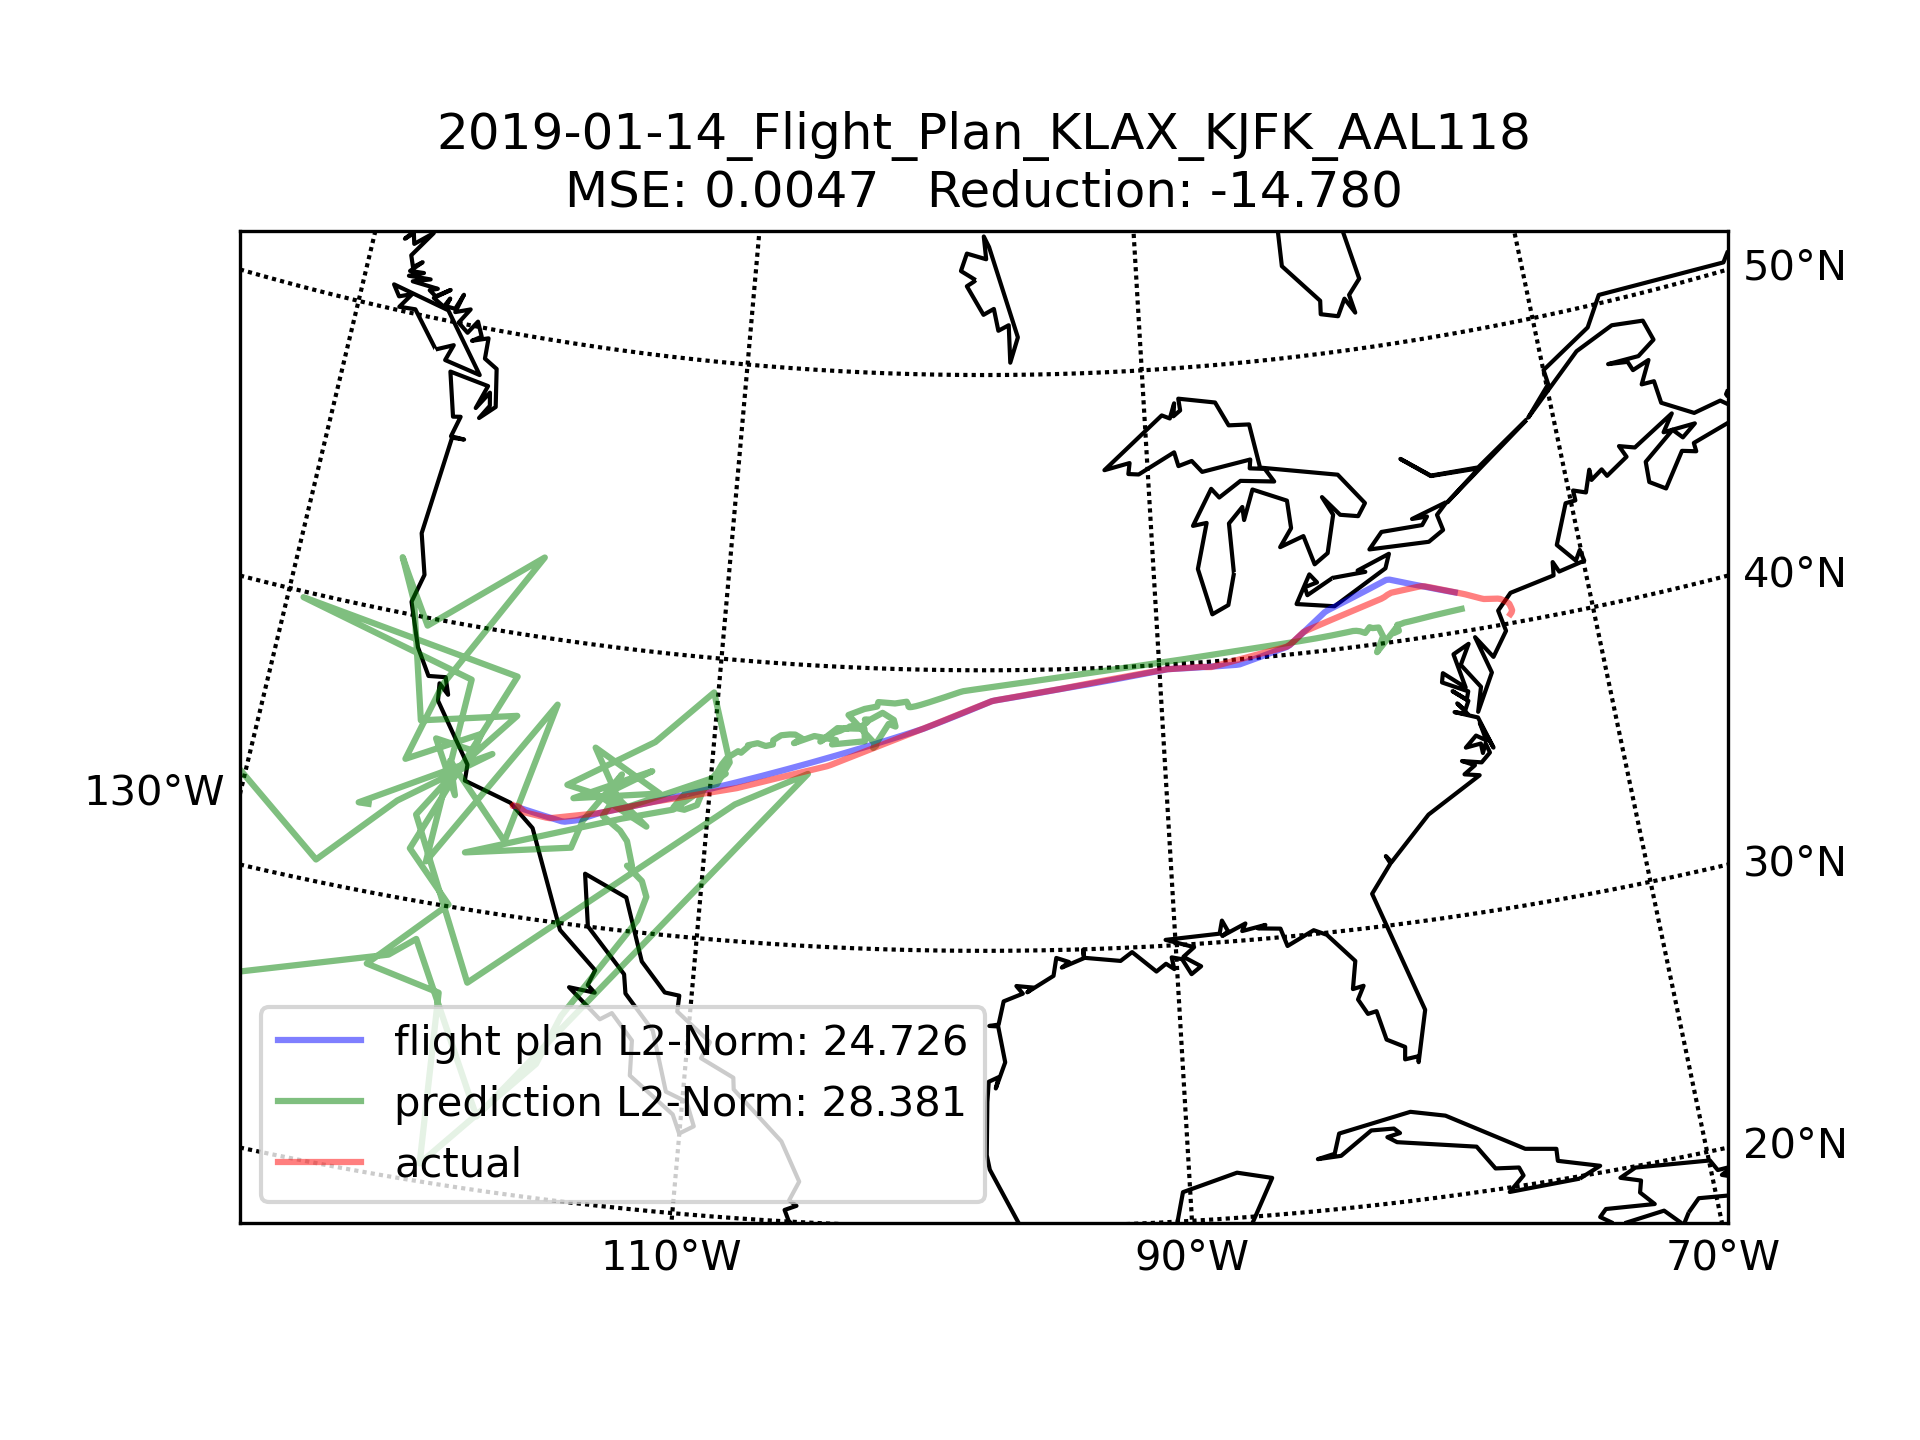 2019-01-14_Flight_Plan_KLAX_KJFK_AAL118
MSE: 0.0047   Reduction: -14.780
50°N
40°N
130°W
30°N
flight plan L2-Norm: 24.726
prediction L2-Norm: 28.381
actual
20°N
110°W
90°W
70°W